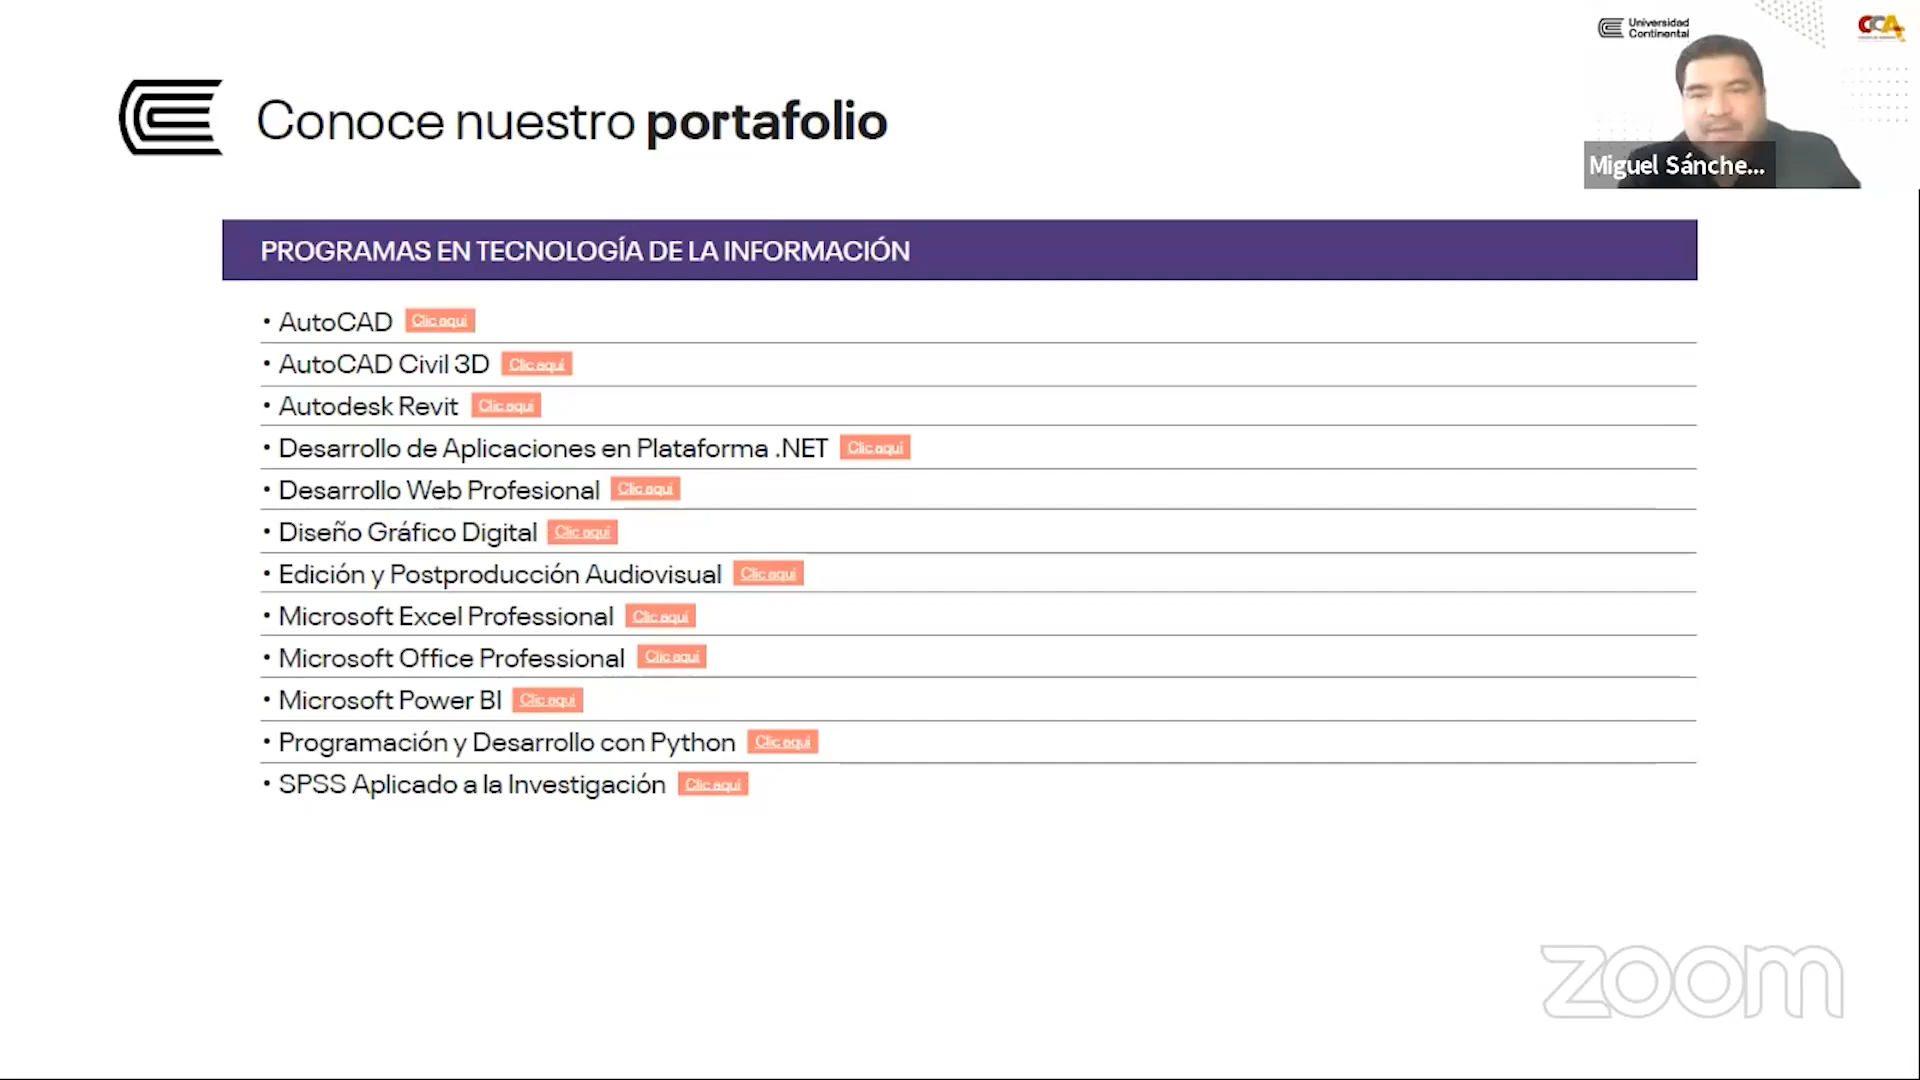 Universidad
Continental
CCA
Conoce nuestro portafolio
Miguel Sánche...
PROGRAMAS EN TECNOLOGÍA DE LA INFORMACIÓN
• AutoCAD Clic aquí
• AutoCAD Civil 3D Clic aquí
• Autodesk Revit Clic aquí
• Desarrollo de Aplicaciones en Plataforma .NET Clic aquí
• Desarrollo Web Profesional Clic aquí
• Diseño Gráfico Digital Clic aquí
• Edición y Postproducción Audiovisual Clic aquí
• Microsoft Excel Professional Clic aquí
• Microsoft Office Professional Clic aquí
• Microsoft Power BI Clic aquí
• Programación y Desarrollo con Python Clic aquí
• SPSS Aplicado a la Investigación Clic aquí
zoom